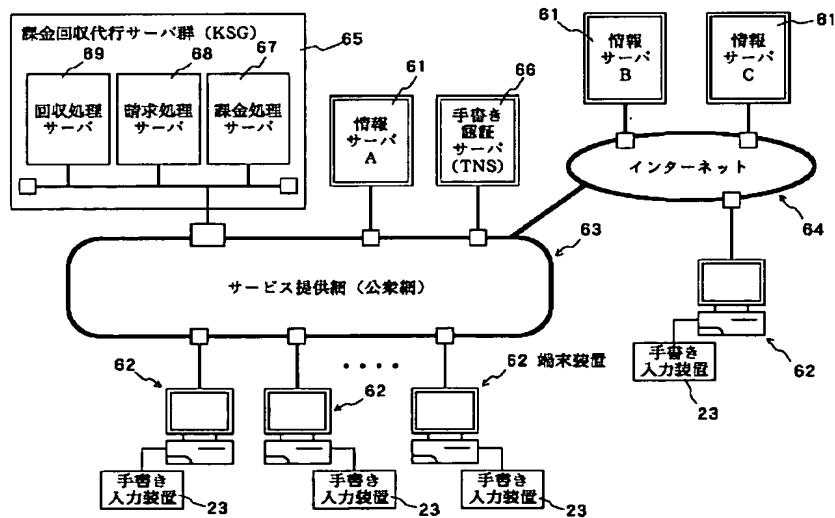 課金回収代行サーバ群(KSG)
65
69
68
67
回収処理
サーバ
請求処理
サーバ
課金処理
サーバ
61
情報
サーバ
A
66
手書き
認証
サーバ
(TNS)
61
情報
サーバ
B
61
情報
サーバ
C
インターネット
64
63
サービス提供網(公衆網)
62
62
62 端末装置
62
手書き
入力装置
23
手書き
入力装置
23
手書き
入力装置
23
手書き
入力装置
23